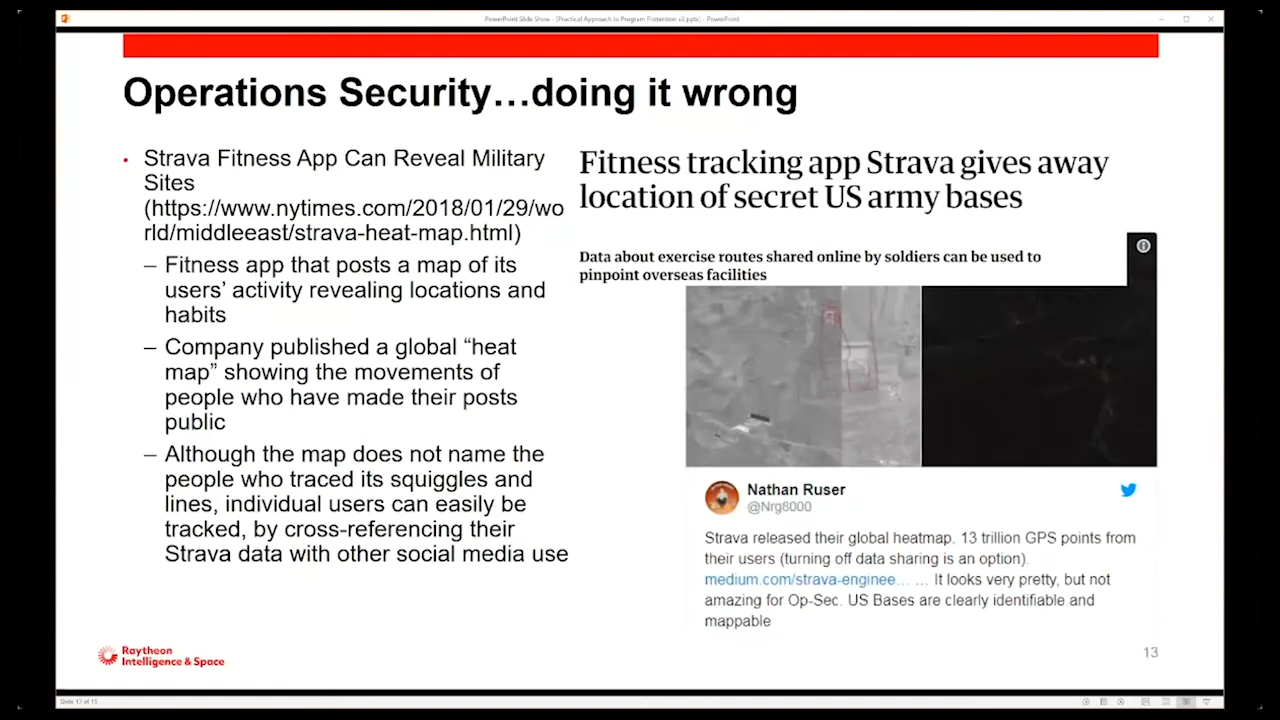 PowerPoint Slide Show - [Practical Approach to Program Protection v4.pptx] - PowerPoint
Operations Security…doing it wrong
• Strava Fitness App Can Reveal Military
Sites
(https://www.nytimes.com/2018/01/29/wo
rld/middleeast/strava-heat-map.html)
– Fitness app that posts a map of its
users’ activity revealing locations and
habits
– Company published a global “heat
map” showing the movements of
people who have made their posts
public
– Although the map does not name the
people who traced its squiggles and
lines, individual users can easily be
tracked, by cross-referencing their
Strava data with other social media use
Fitness tracking app Strava gives away
location of secret US army bases
Data about exercise routes shared online by soldiers can be used to
pinpoint overseas facilities
Nathan Ruser
@Nrg8000
Strava released their global heatmap. 13 trillion GPS points from
their users (turning off data sharing is an option).
medium.com/strava-enginee… … It looks very pretty, but not
amazing for Op-Sec. US Bases are clearly identifiable and
mappable
Raytheon
Intelligence & Space
13
Slide 13 of 15